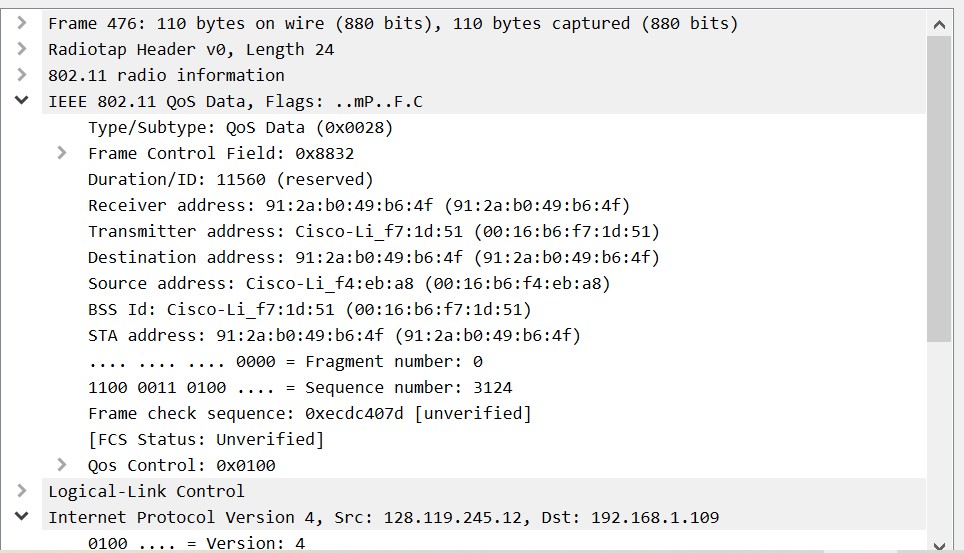 Frame 476: 110 bytes on wire (880 bits), 110 bytes captured (880 bits)
Radiotap Header v0, Length 24
802.11 radio information
IEEE 802.11 QoS Data, Flags: ..mP..F.C
Type/Subtype: QoS Data (0x0028)
Frame Control Field: 0x8832
Duration/ID: 11560 (reserved)
Receiver address: 91:2a:b0:49:b6:4f (91:2a:b0:49:b6:4f)
Transmitter address: Cisco-Li_f7:1d:51 (00:16:b6:f7:1d:51)
Destination address: 91:2a:b0:49:b6:4f (91:2a:b0:49:b6:4f)
Source address: Cisco-Li_f4:eb:a8 (00:16:b6:f4:eb:a8)
BSS Id: Cisco-Li_f7:1d:51 (00:16:b6:f7:1d:51)
STA address: 91:2a:b0:49:b6:4f (91:2a:b0:49:b6:4f)
.... .... .... 0000 = Fragment number: 0
1100 0011 0100 .... = Sequence number: 3124
Frame check sequence: 0xecdc407d [unverified]
[FCS Status: Unverified]
Qos Control: 0x0100
Logical-Link Control
Internet Protocol Version 4, Src: 128.119.245.12, Dst: 192.168.1.109
0100 .... = Version: 4